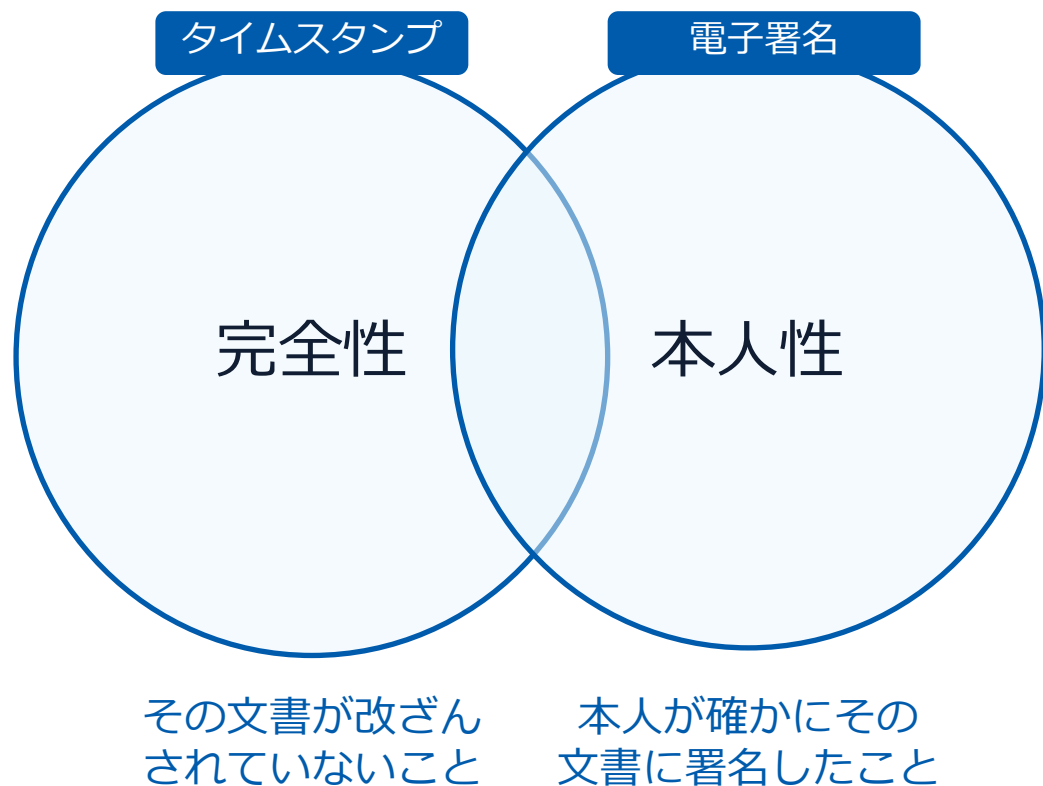 タイムスタンプ
電子署名
完全性
本人性
その文書が改ざん
されていないこと
本人が確かにその
文書に署名したこと